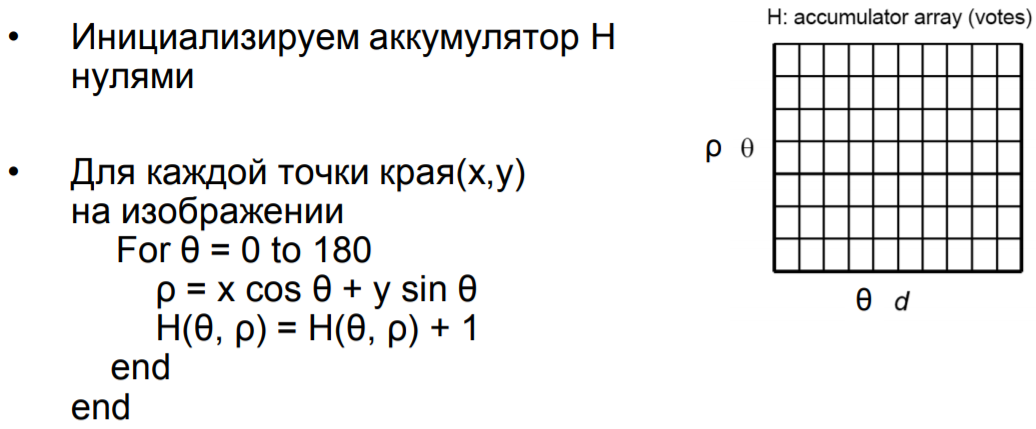 • Инициализируем аккумулятор H
нулями
• Для каждой точки края(x,y)
на изображении
For θ = 0 to 180
ρ = x cos θ + y sin θ
H(θ, ρ) = H(θ, ρ) + 1
end
end
H: accumulator array (votes)
ρ θ
θ d